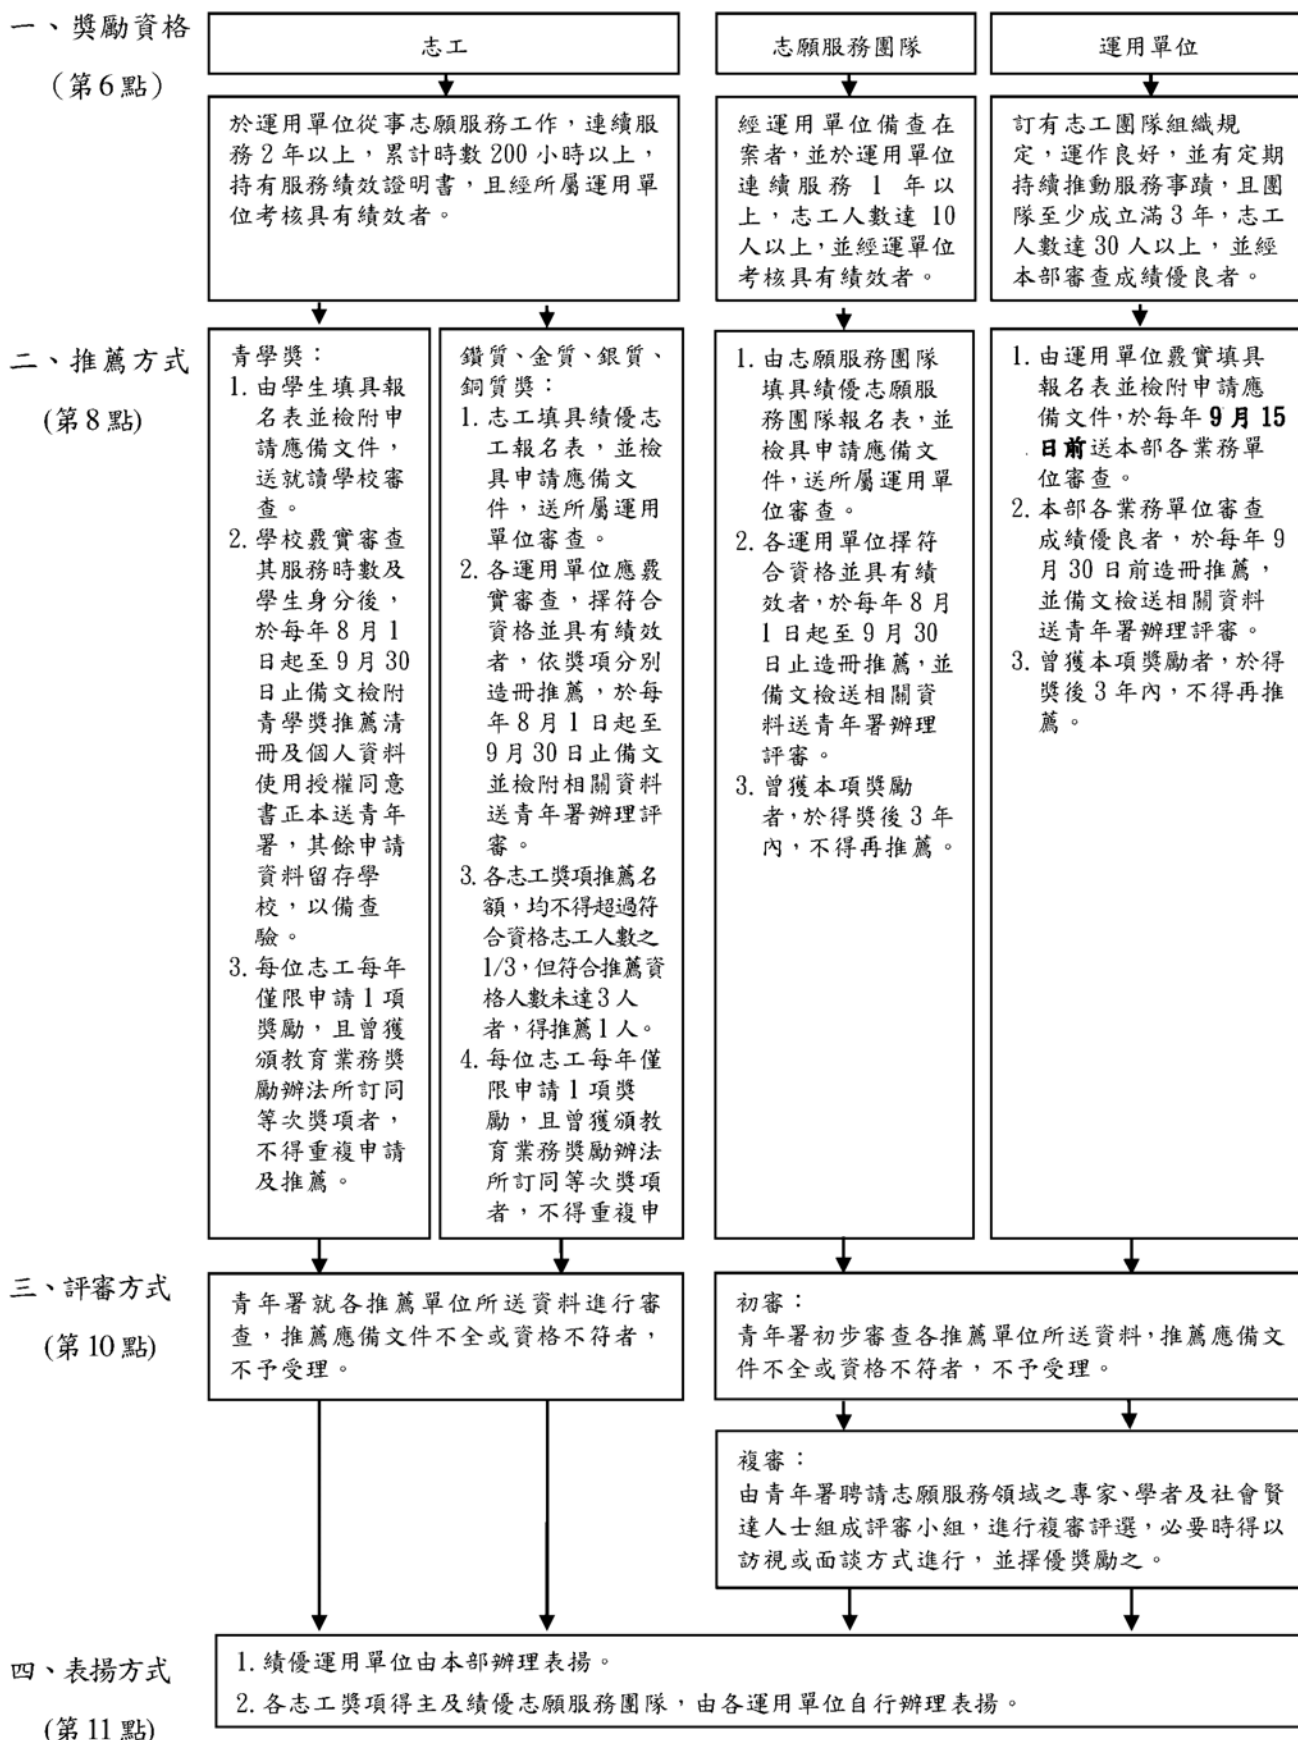 一、獎勵資格
（第6點）
志工
志願服務團隊
運用單位
於運用單位從事志願服務工作，連續服
務2年以上，累計時數200小時以上，
持有服務績效證明書，且經所屬運用單
位考核具有績效者。
經運用單位備查在
案者，並於運用單位
連續服務 1 年以
上，志工人數達 10
人以上，並經運單位
考核具有績效者。
訂有志工團隊組織規
定，運作良好，並有定期
持續推動服務事蹟，且團
隊至少成立滿3年，志工
人數達30人以上，並經
本部審查成績優良者。
二、推薦方式
(第8點)
青學獎：
1. 由學生填具報
名表並檢附申
請應備文件，
送就讀學校審
查。
2. 學校覈實審查
其服務時數及
學生身分後，
於每年8月1
日起至9月30
日止備文檢附
青學獎推薦清
冊及個人資料
使用授權同意
書正本送青年
署，其餘申請
資料留存學
校，以備查
驗。
3. 每位志工每年
僅限申請1項
獎勵，且曾獲
頒教育業務獎
勵辦法所訂同
等次獎項者，
不得重複申請
及推薦。
鑽質、金質、銀質、
銅質獎：
1. 志工填具績優志
工報名表，並檢
具申請應備文
件，送所屬運用
單位審查。
2. 各運用單位應覈
實審查，擇符合
資格並具有績效
者，依獎項分別
造冊推薦，於每
年8月1日起至
9月30日止備文
並檢附相關資料
送青年署辦理評
審。
3. 各志工獎項推薦名
額，均不得超過符
合資格志工人數之
1/3，但符合推薦資
格人數未達3人
者，得推薦1人。
4. 每位志工每年僅
限申請1項獎
勵，且曾獲頒教
育業務獎勵辦法
所訂同等次獎項
者，不得重複申
1. 由志願服務團隊
填具績優志願服
務團隊報名表，並
檢具申請應備文
件，送所屬運用單
位審查。
2. 各運用單位擇符
合資格並具有績
效者，於每年8月
1日起至9月30
日止造冊推薦，並
備文檢送相關資
料送青年署辦理
評審。
3. 曾獲本項獎勵
者，於得獎後3年
內，不得再推薦。
1. 由運用單位覈實填具
報名表並檢附申請應
備文件，於每年9月15
日前送本部各業務單
位審查。
2. 本部各業務單位審查
成績優良者，於每年9
月30日前造冊推薦，
並備文檢送相關資料
送青年署辦理評審。
3. 曾獲本項獎勵者，於得
獎後3年內，不得再推
薦。
三、評審方式
(第10點)
青年署就各推薦單位所送資料進行審
查，推薦應備文件不全或資格不符者，
不予受理。
初審：
青年署初步審查各推薦單位所送資料，推薦應備文
件不全或資格不符者，不予受理。
複審：
由青年署聘請志願服務領域之專家、學者及社會賢
達人士組成評審小組，進行複審評選，必要時得以
訪視或面談方式進行，並擇優獎勵之。
四、表揚方式
(第11點)
1. 績優運用單位由本部辦理表揚。
2. 各志工獎項得主及績優志願服務團隊，由各運用單位自行辦理表揚。